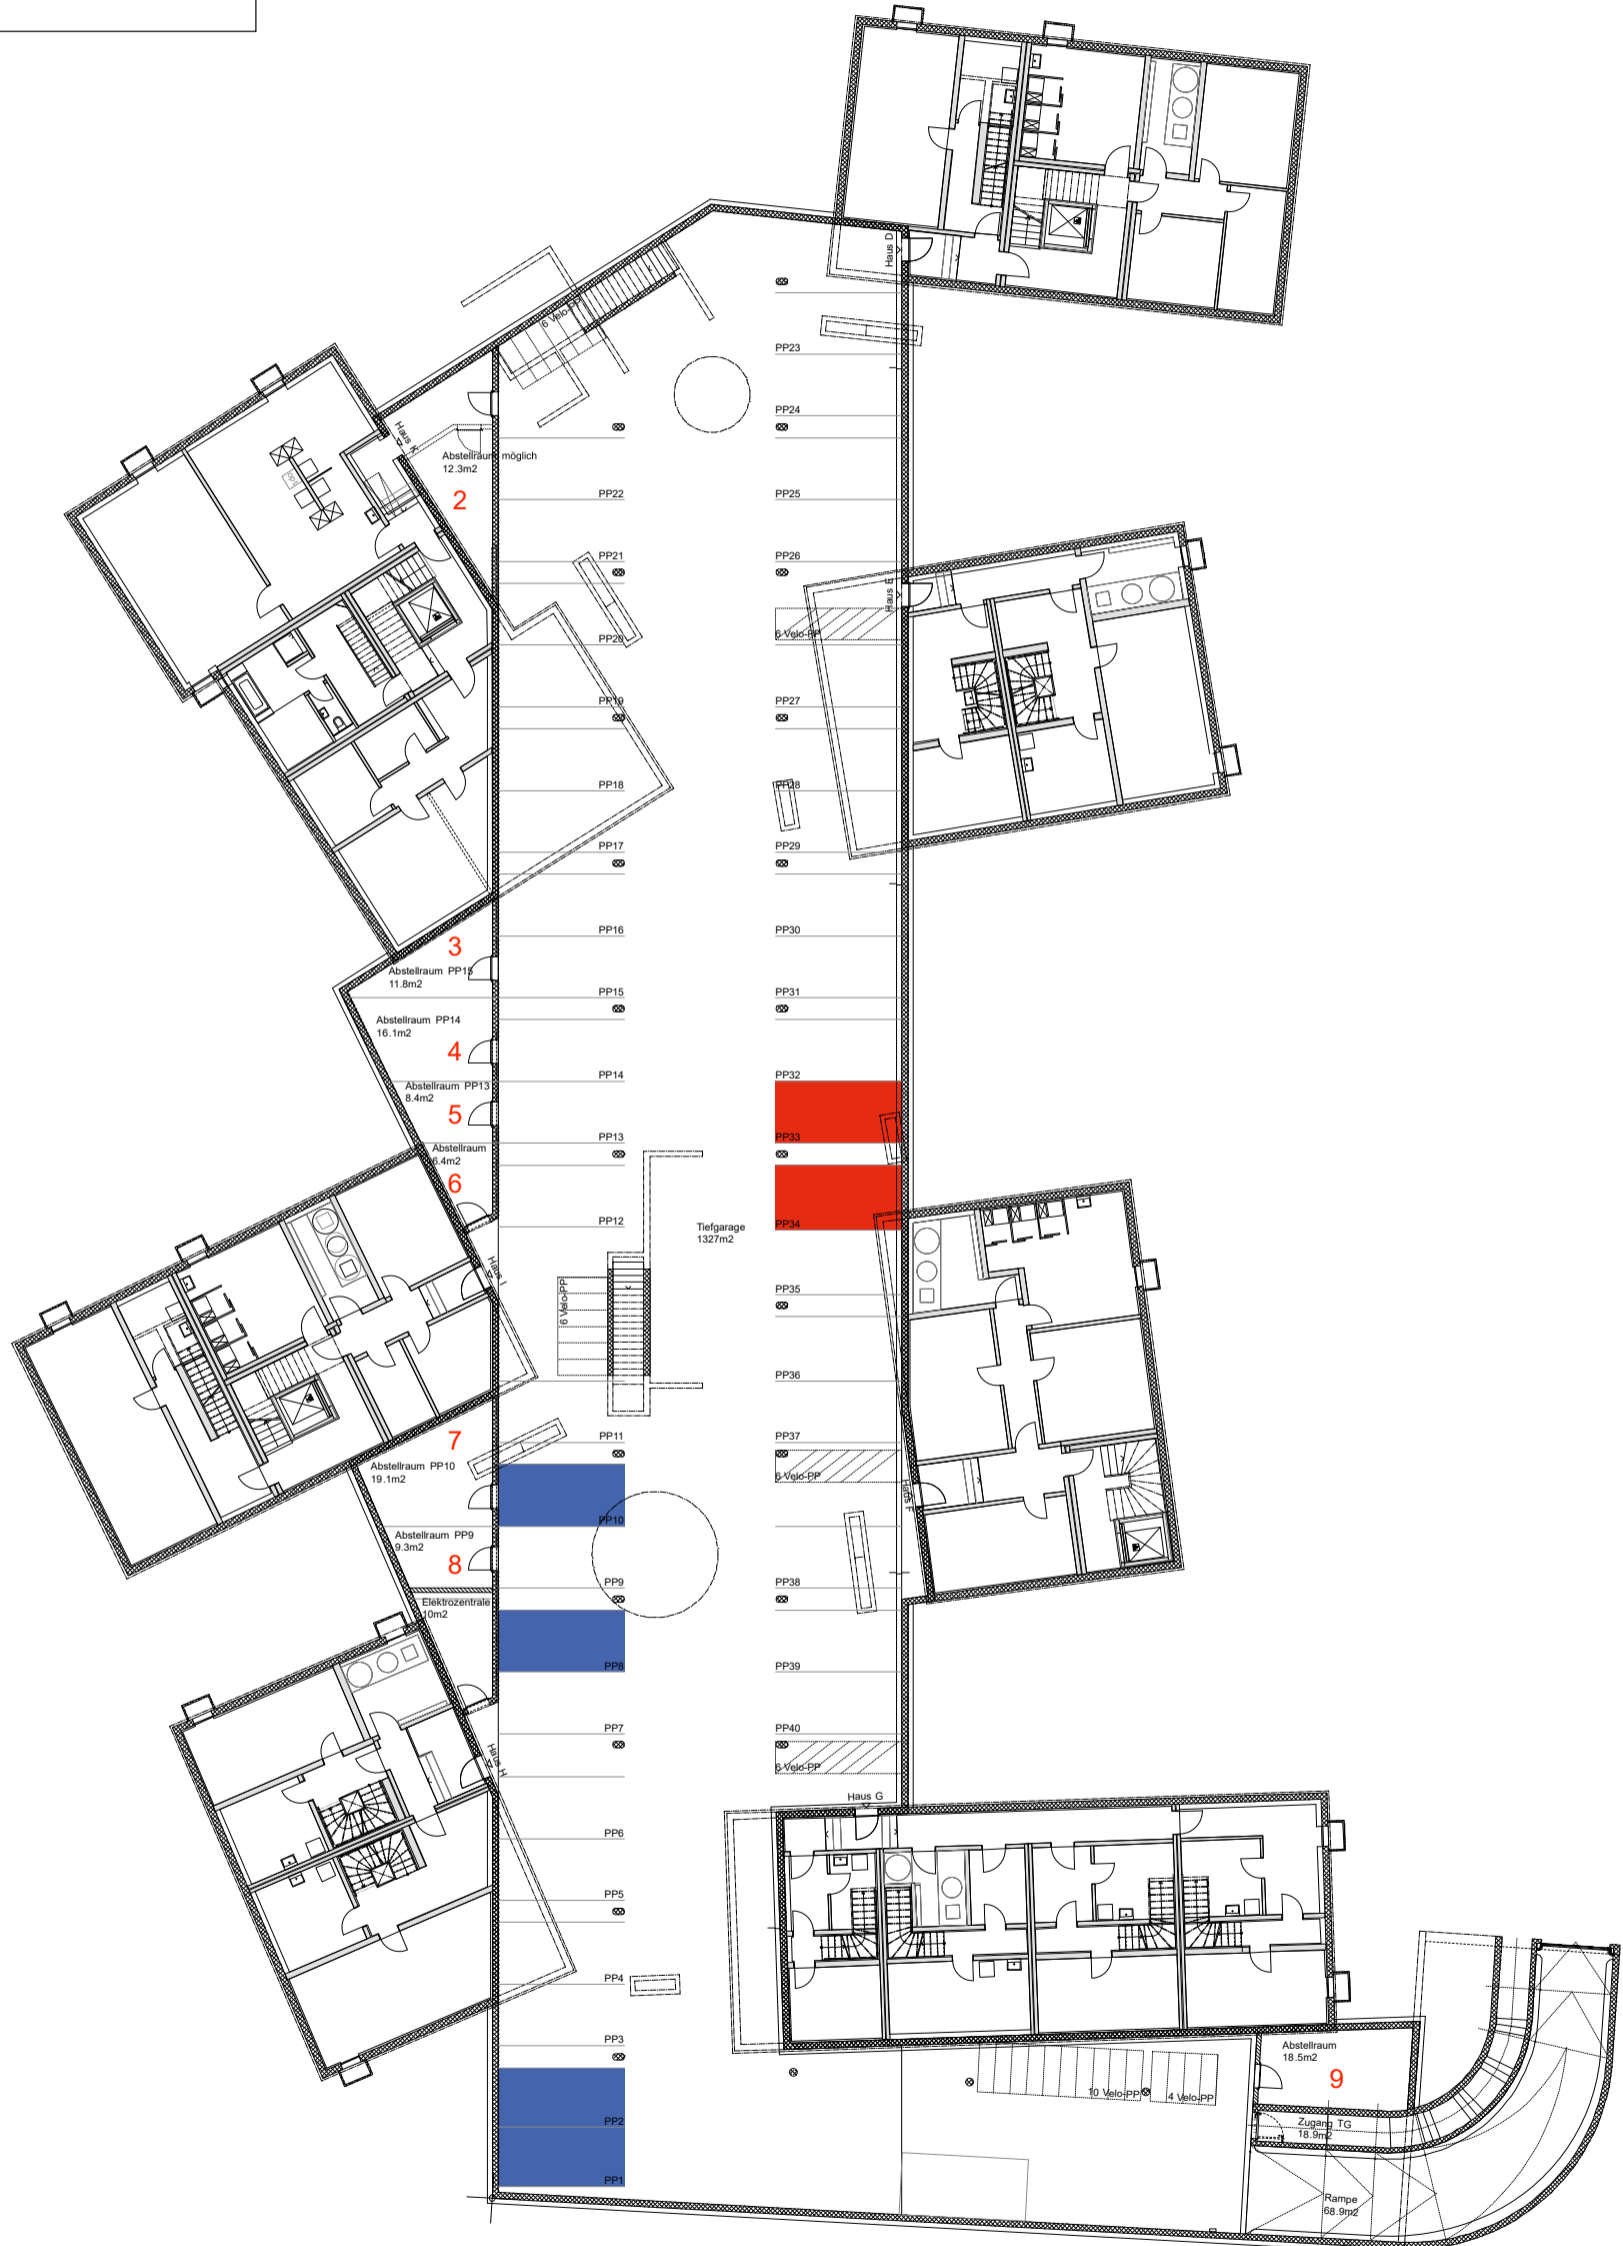 Haus D
6 Velo-PP
PP23
PP24
Haus K
Abstellraum möglich
12.3m2
2
PP22
PP25
PP21
PP26
Haus E
PP20
6 Velo-PP
PP19
PP27
PP18
PP28
PP17
PP29
PP16
PP30
3
Abstellraum PP15
11.8m2
PP15
PP31
Abstellraum PP14
16.1m2
4
PP14
PP32
Abstellraum PP13
8.4m2
5
PP13
PP33
Abstellraum
6.4m2
6
PP12
Tiefgarage
1327m2
PP34
Haus I
6 Velo-PP
PP35
PP36
7
PP11
PP37
Abstellraum PP10
19.1m2
6 Velo-PP
Haus F
PP10
Abstellraum PP9
9.3m2
8
PP9
PP38
Elektrozentrale
10m2
PP8
PP39
PP7
PP40
Haus H
6 Velo-PP
Haus G
PP6
PP5
PP4
PP3
Abstellraum
18.5m2
9
10 Velo-PP
4 Velo-PP
PP2
Zugang TG
18.9m2
PP1
Rampe
68.9m2